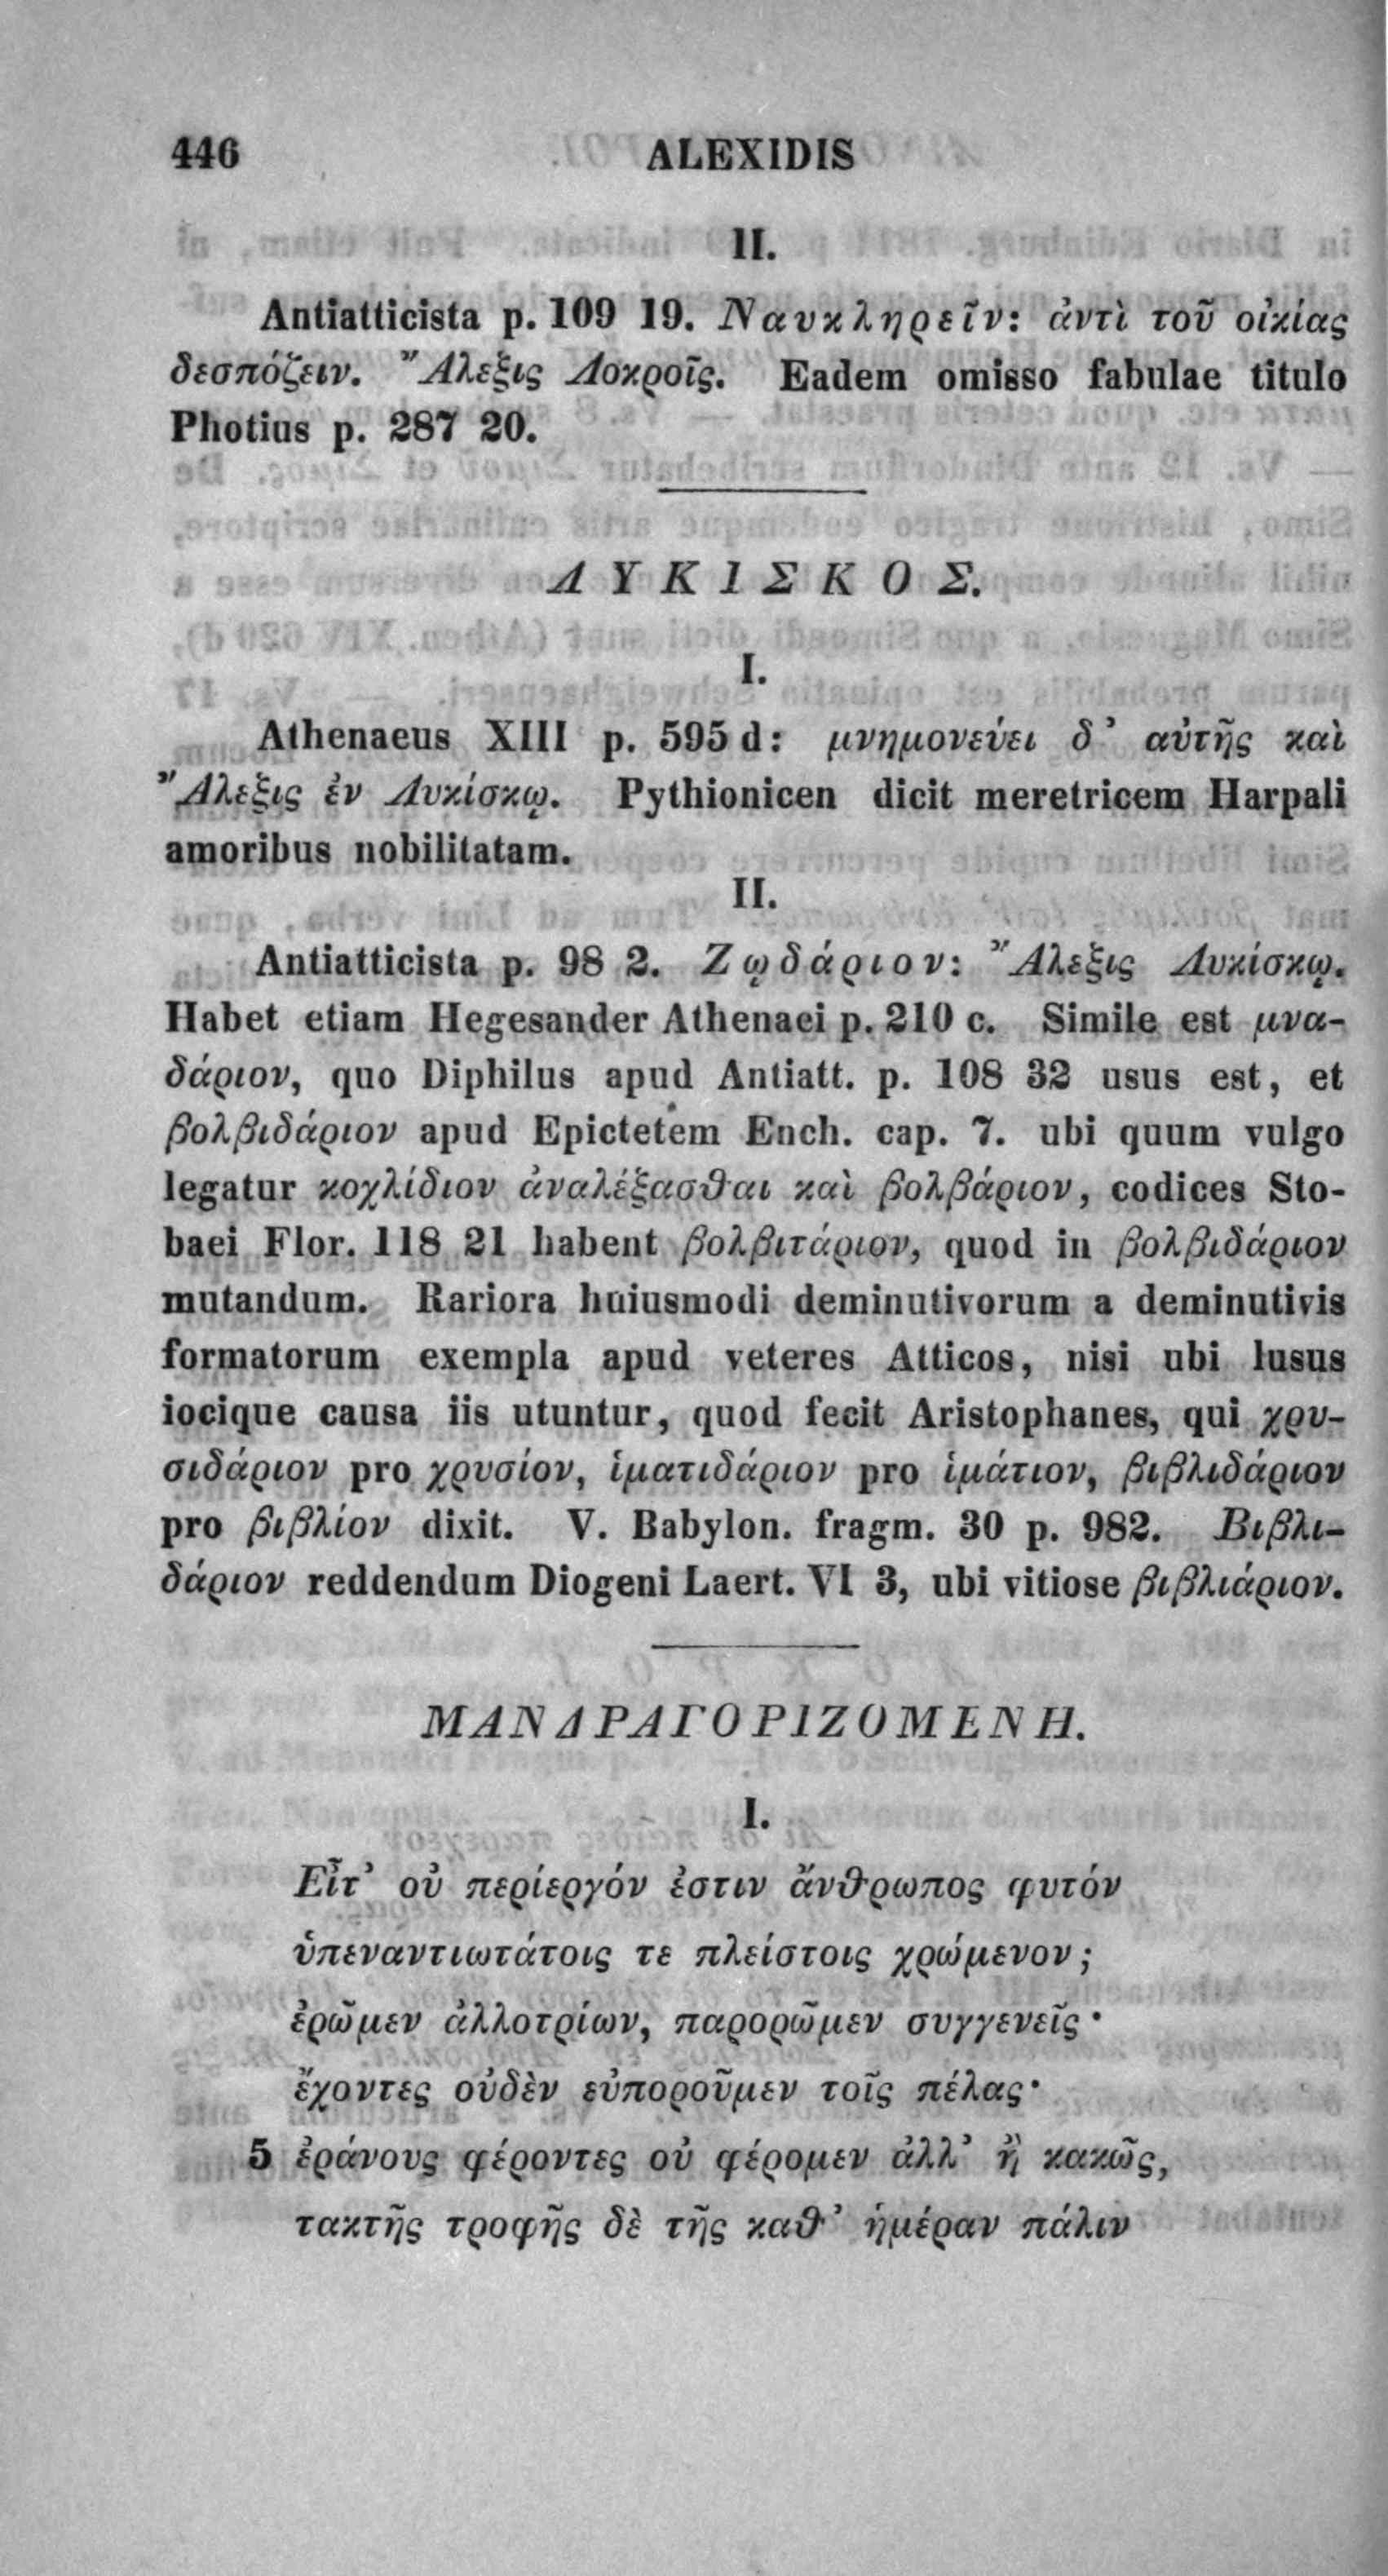 446 ALEXIDIS
II.
Antiatticista p. 109 19. Ναυκληρεῖν: ἀντὶ τοῦ οἰκίας
δεσπόζειν. Ἄλεξις Λοκροῖς. Eadem omisso fabulae titulo
Photius p. 287 20.
ΛΥΚΙΣΚΟΣ.
I.
Athenaeus XIII p. 595 d: μνημονεύει δ' αὐτῆς καὶ
Ἄλεξις ἐν Λυκίσκῳ. Pythionicen dicit meretricem Harpali
amoribus nobilitatam.
II.
Antiatticista p. 98 2. Ζῳδάριον: Ἄλεξις Λυκίσκῳ.
Habet etiam Hegesander Athenaei p. 210 c. Simile est μνα-
δάριον, quo Diphilus apud Antiatt. p. 108 32 usus est, et
βολβιδάριον apud Epictetem Ench. cap. 7. ubi quum vulgo
legatur κοχλίδιον ἀναλέξασθαι καὶ βολβάριον, codices Sto-
baei Flor. 118 21 habent βολβιτάριον, quod in βολβιδάριον
mutandum. Rariora huiusmodi deminutivorum a deminutivis
formatorum exempla apud veteres Atticos, nisi ubi lusus
iocique causa iis utuntur, quod fecit Aristophanes, qui χρυ-
σιδάριον pro χρυσίον, ἱματιδάριον pro ἱμάτιον, βιβλιδάριον
pro βιβλίον dixit. V. Babylon. fragm. 30 p. 982. Βιβλι-
δάριον reddendum Diogeni Laert. VI 3, ubi vitiose βιβλιάριον.
ΜΑΝΔΡΑΓΟΡΙΖΟΜΕΝΗ.
I.
Εἶτ' οὐ περίεργόν ἐστιν ἄνθρωπος φυτόν
ὑπεναντιωτάτοις τε πλείστοις χρώμενον;
ἐρῶμεν ἀλλοτρίων, παρορῶμεν συγγενεῖς·
ἔχοντες οὐδὲν εὐποροῦμεν τοῖς πέλας·
5 ἐράνους φέροντες οὐ φέρομεν ἀλλ' ἢ κακῶς,
τακτῆς τροφῆς δὲ τῆς καθ' ἡμέραν πάλιν